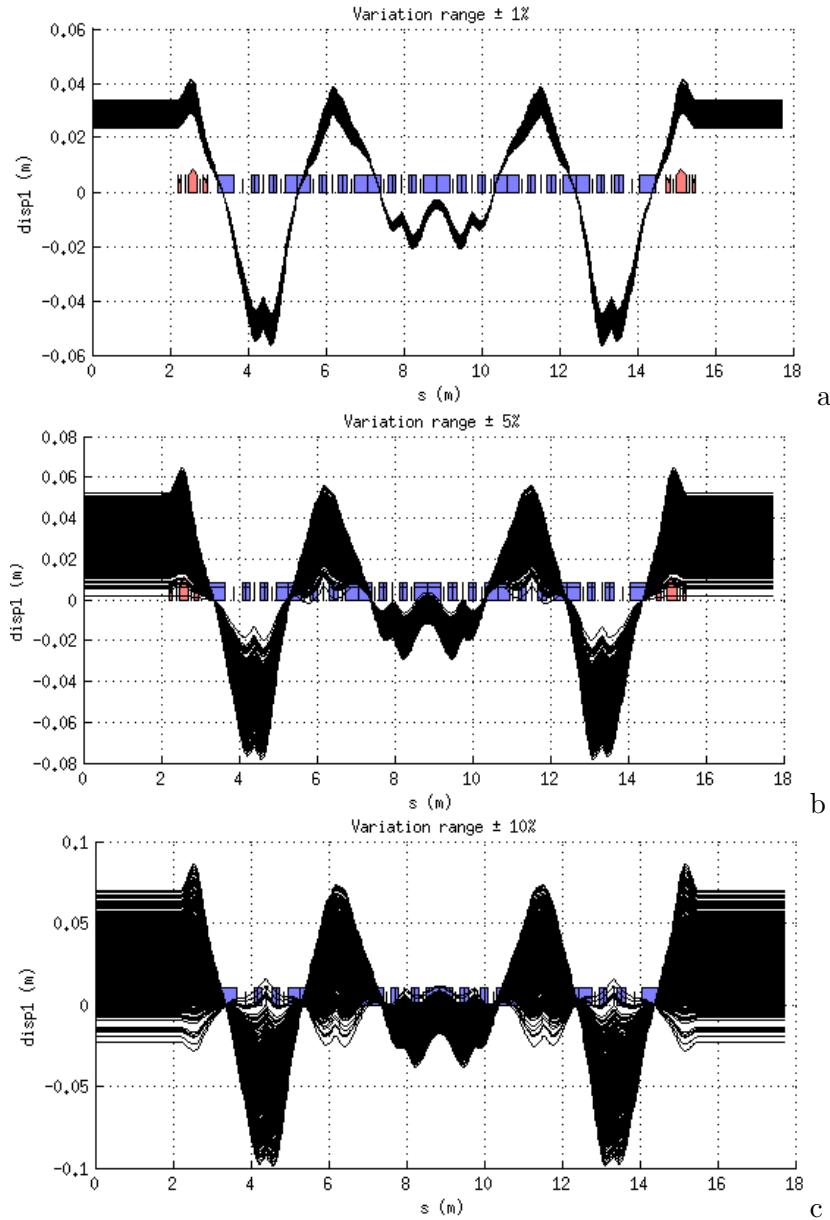 Variation range ± 1%
0.06
0.04
0.02
0
-0.02
-0.04
-0.06
displ (m)
0 2 4 6 8 10 12 14 16 18
s (m)
a
Variation range ± 5%
0.08
0.06
0.04
0.02
0
-0.02
-0.04
-0.06
-0.08
displ (m)
0 2 4 6 8 10 12 14 16 18
s (m)
b
Variation range ± 10%
0.1
0.05
0
-0.05
-0.1
displ (m)
0 2 4 6 8 10 12 14 16 18
s (m)
c